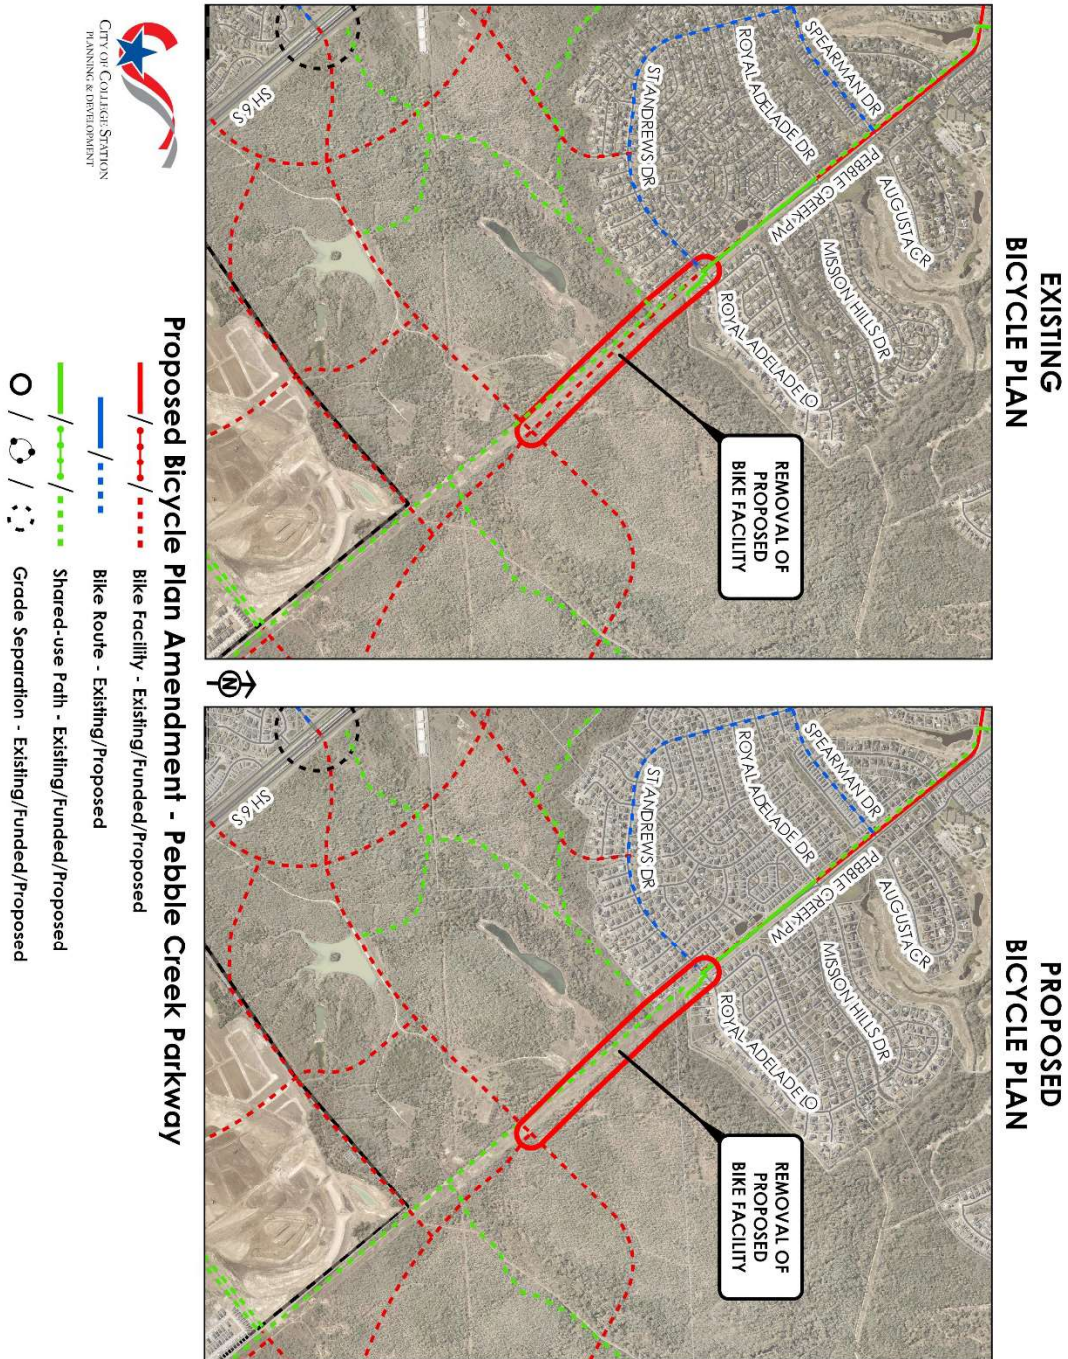 EXISTING
BICYCLE PLAN
SPEARMAN DR
ROYAL ADELADE DR
ST ANDREWS DR
PEBBLE CREEK PW
AUGUSTA CR
MISSION HILLS DR
ROYAL ADELADE LO
SH 6 S
REMOVAL OF
PROPOSED
BIKE FACILITY
N
PROPOSED
BICYCLE PLAN
SPEARMAN DR
ROYAL ADELADE DR
ST ANDREWS DR
PEBBLE CREEK PW
AUGUSTA CR
MISSION HILLS DR
ROYAL ADELADE LO
SH 6 S
REMOVAL OF
PROPOSED
BIKE FACILITY
CITY OF COLLEGE STATION
PLANNING & DEVELOPMENT
Proposed Bicycle Plan Amendment - Pebble Creek Parkway
Bike Facility - Existing/Funded/Proposed
Bike Route - Existing/Proposed
Shared-use Path - Existing/Funded/Proposed
Grade Separation - Existing/Funded/Proposed